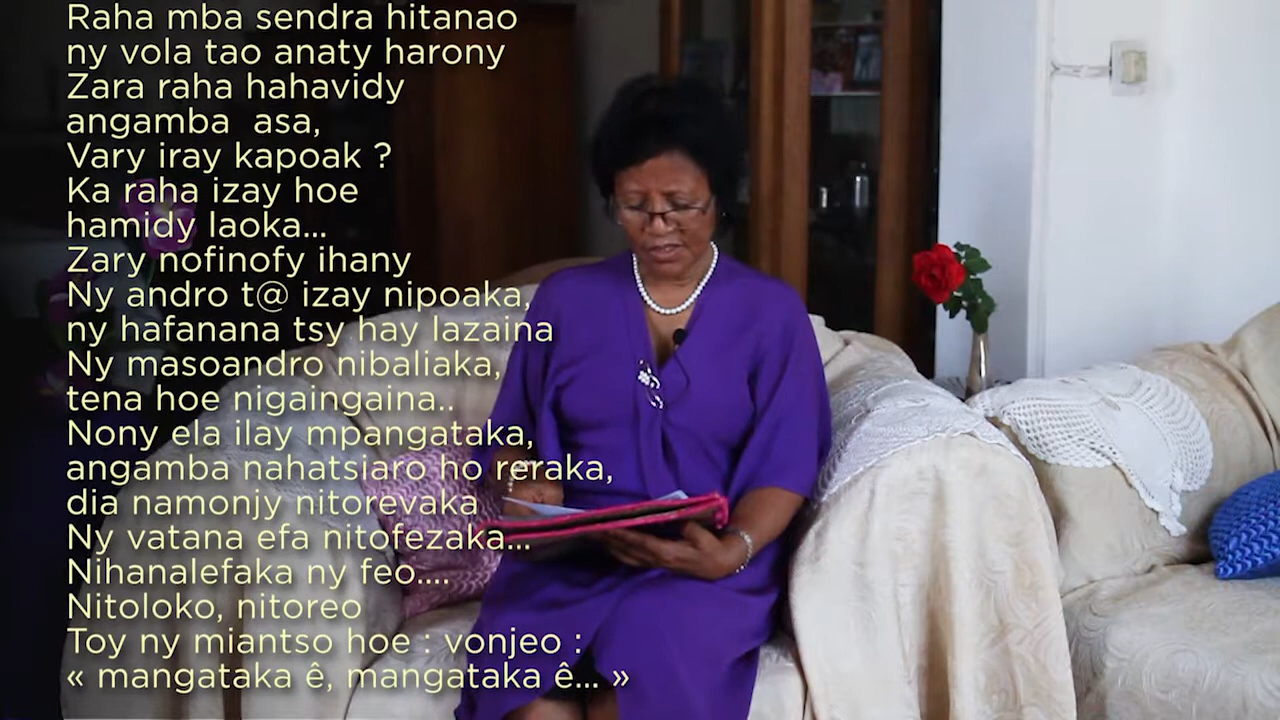 Raha mba sendra hitanao
ny vola tao anaty harony
Zara raha hahavidy
angamba  asa,
Vary iray kapoak ?
Ka raha izay hoe
hamidy laoka...
Zary nofinofy ihany
Ny andro t@ izay nipoaka,
ny hafanana tsy hay lazaina
Ny masoandro nibaliaka,
tena hoe nigaingaina..
Nony ela ilay mpangataka,
angamba nahatsiaro ho reraka,
dia namonjy nitorevaka
Ny vatana efa nitofezaka...
Nihanalefaka ny feo....
Nitoloko, nitoreo
Toy ny miantso hoe : vonjeo :
« mangataka ê, mangataka ê... »